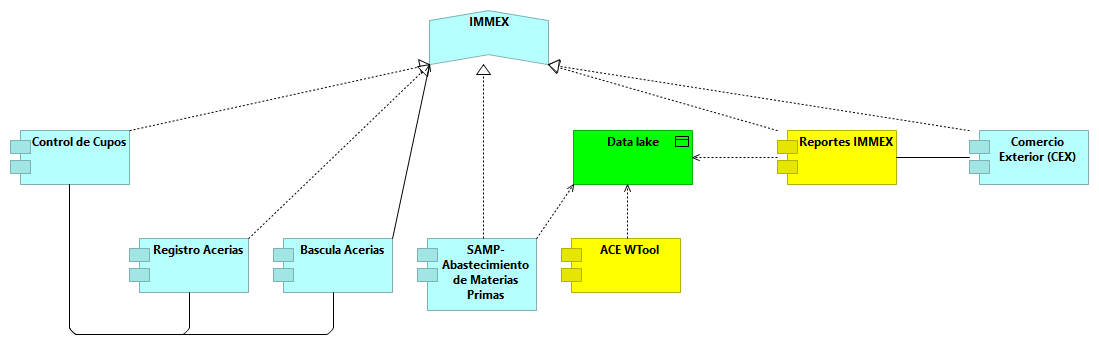 IMMEX
Control de Cupos
Data lake
Reportes IMMEX
Comercio
Exterior (CEX)
Registro Acerias
Bascula Acerias
SAMP-
Abastecimiento
de Materias
Primas
ACE WTool